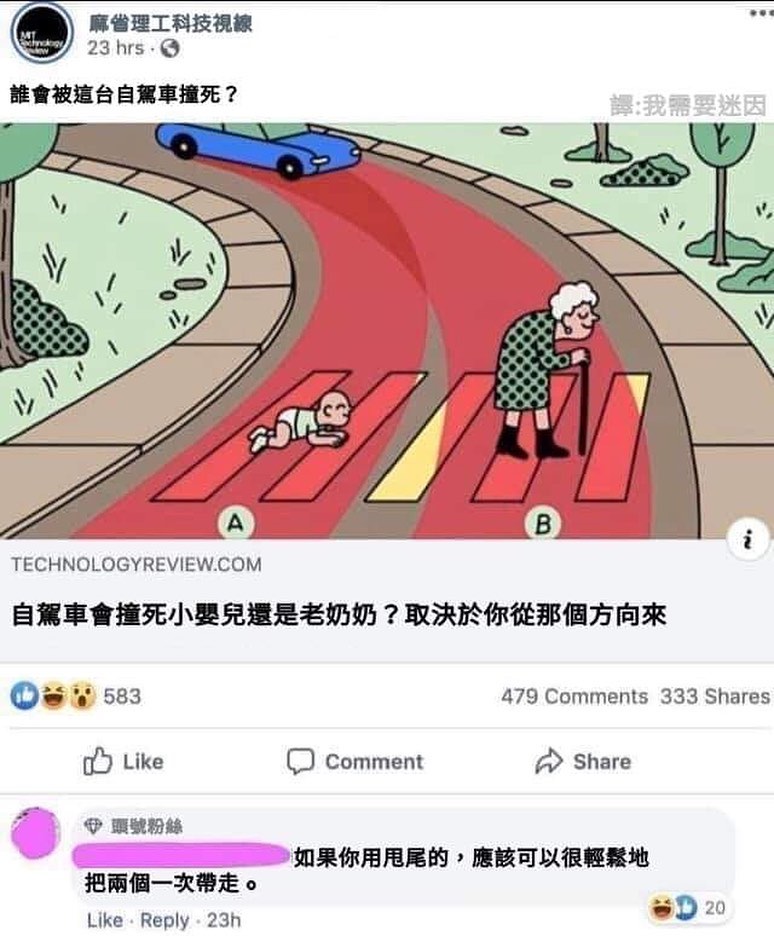 MIT
Technology
Review
麻省理工科技視線
23 hrs ·
誰會被這台自駕車撞死？
譯:我需要迷因
A
B
i
TECHNOLOGYREVIEW.COM
自駕車會撞死小嬰兒還是老奶奶？取決於你從那個方向來
583
479 Comments 333 Shares
Like
Comment
Share
頭號粉絲
如果你用甩尾的，應該可以很輕鬆地
把兩個一次帶走。
Like · Reply · 23h
20